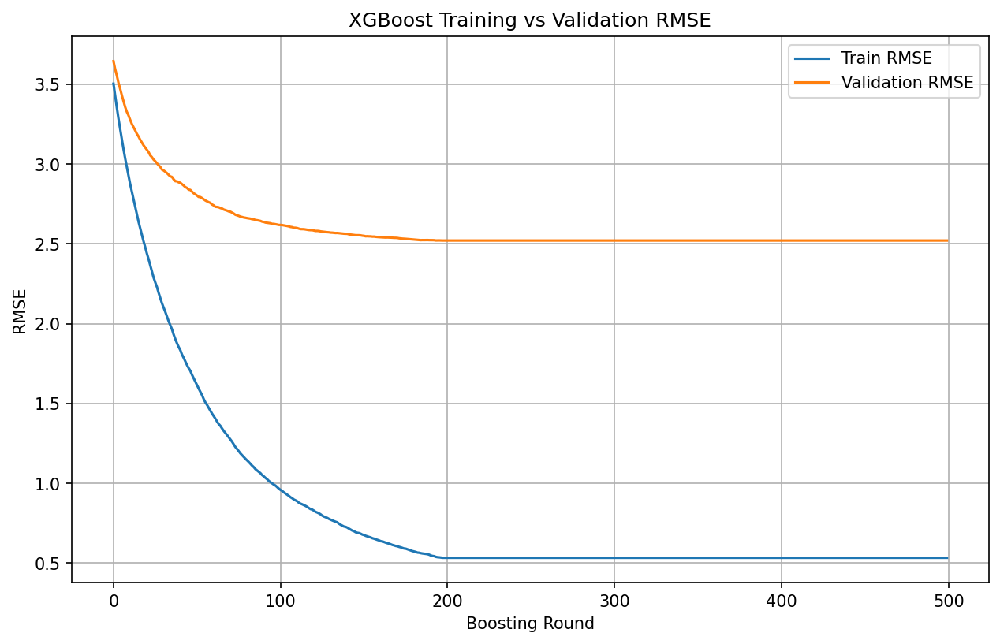 XGBoost Training vs Validation RMSE
Train RMSE
Validation RMSE
RMSE
3.5
3.0
2.5
2.0
1.5
1.0
0.5
0 100 200 300 400 500
Boosting Round